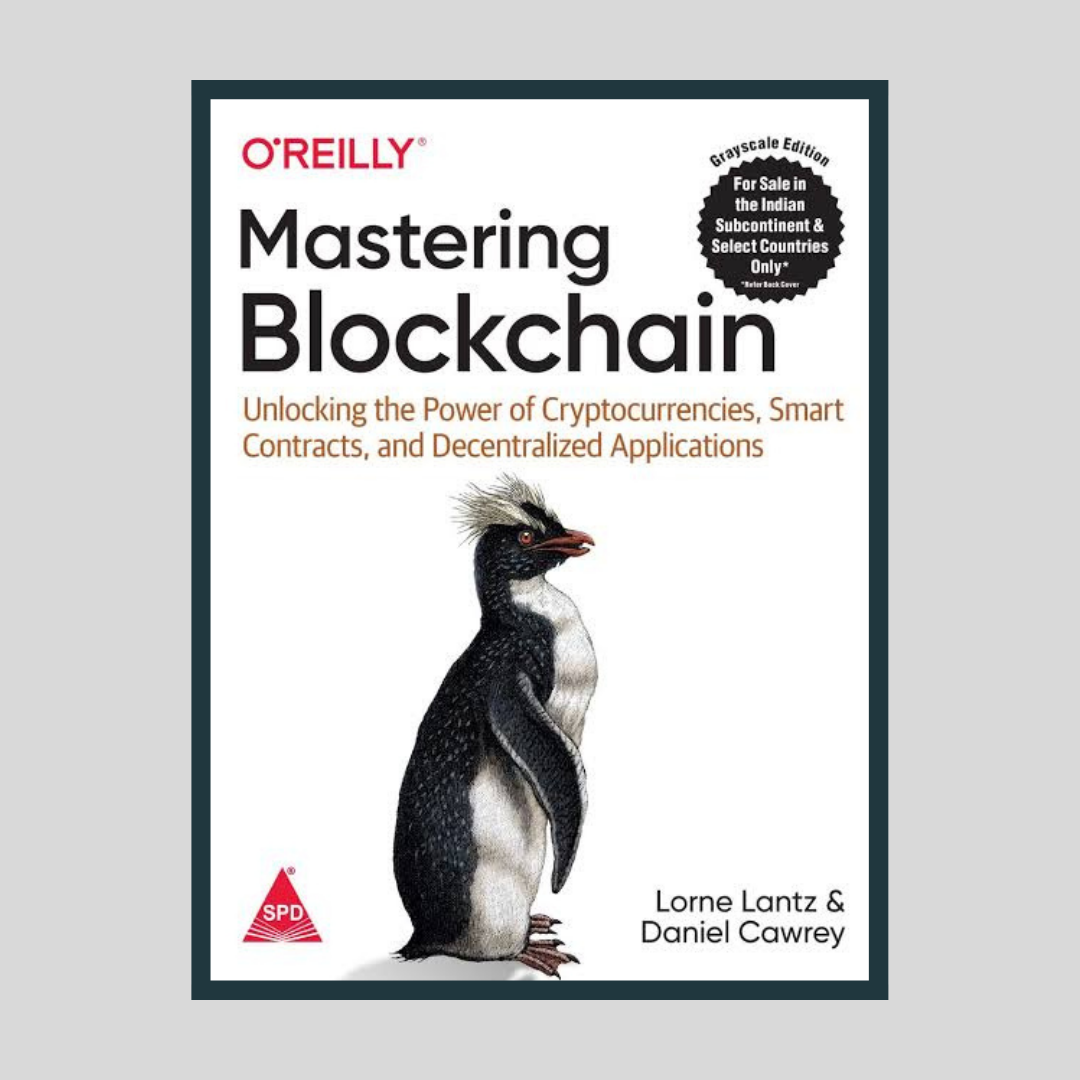 O'REILLY®
Grayscale Edition
For Sale in
the Indian
Subcontinent &
Select Countries
Only*
*Refer Back Cover
Mastering
Blockchain
Unlocking the Power of Cryptocurrencies, Smart
Contracts, and Decentralized Applications
®
SPD
Lorne Lantz &
Daniel Cawrey